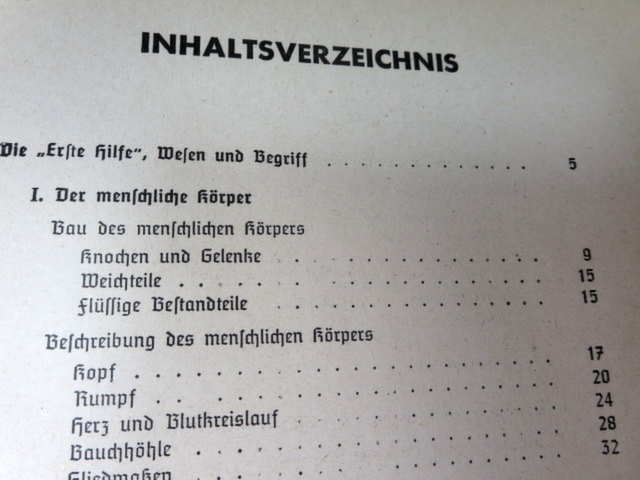 INHALTSVERZEICHNIS
Die „Erste Hilfe“, Wesen und Begriff . . . . . . . . . . . . 5
I. Der menschliche Körper
Bau des menschlichen Körpers
Knochen und Gelenke . . . . . . . . . . . . . 9
Weichteile . . . . . . . . . . . . . . . . . . 15
Flüssige Bestandteile . . . . . . . . . . . . . 15
Beschreibung des menschlichen Körpers
Kopf . . . . . . . . . . . . . . . . . . . . 17
Rumpf . . . . . . . . . . . . . . . . . . . 20
Herz und Blutkreislauf . . . . . . . . . . . . 24
Bauchhöhle . . . . . . . . . . . . . . . . . 28
Gliedmaßen . . . . . . . . . . . . . . . . . 32